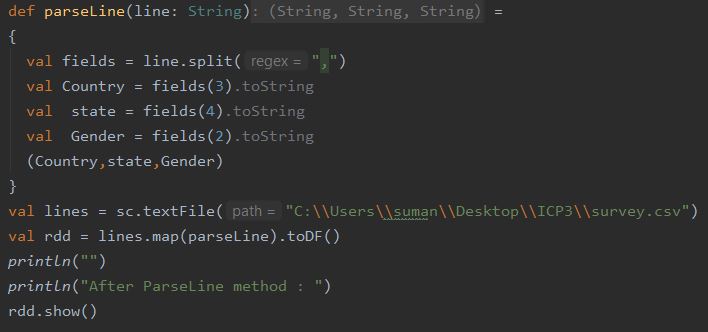 def parseLine(line: String): (String, String, String) =
{
val fields = line.split( regex = ",")
val Country = fields(3).toString
val state = fields(4).toString
val Gender = fields(2).toString
(Country,state,Gender)
}
val lines = sc.textFile( path = "C:\\Users\\suman\\Desktop\\ICP3\\survey.csv")
val rdd = lines.map(parseLine).toDF()
println("")
println("After ParseLine method : ")
rdd.show()